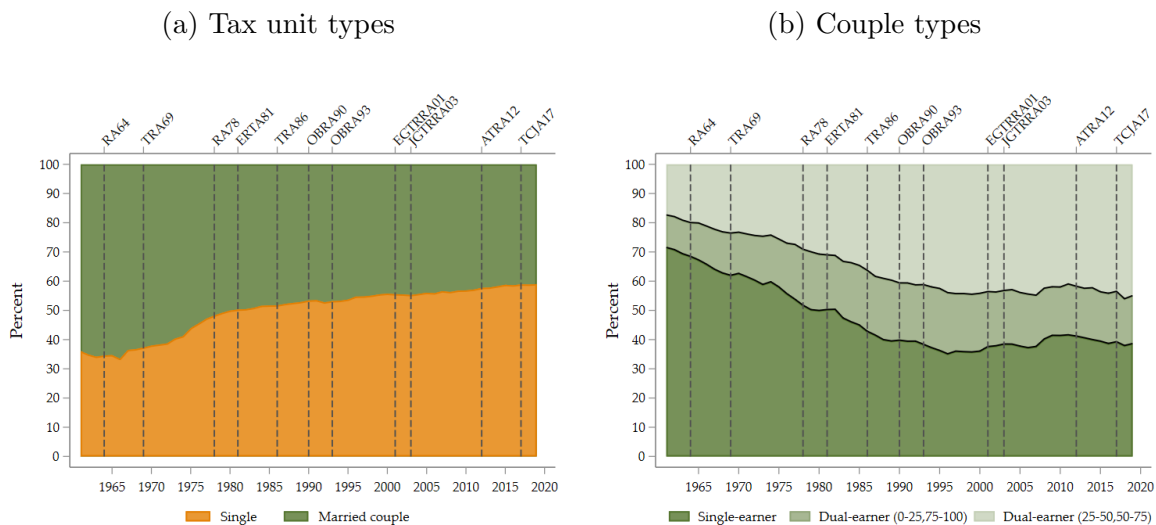 (a) Tax unit types
RA64 TRA69 RA78 ERTA81 TRA86 OBRA90 OBRA93 EGTRRA01 JGTRRA03 ATRA12 TCJA17
100
90
80
70
60
50
40
30
20
10
0
Percent
1965 1970 1975 1980 1985 1990 1995 2000 2005 2010 2015 2020
Single Married couple
(b) Couple types
RA64 TRA69 RA78 ERTA81 TRA86 OBRA90 OBRA93 EGTRRA01 JGTRRA03 ATRA12 TCJA17
100
90
80
70
60
50
40
30
20
10
0
Percent
1965 1970 1975 1980 1985 1990 1995 2000 2005 2010 2015 2020
Single-earner Dual-earner (0-25,75-100) Dual-earner (25-50,50-75)